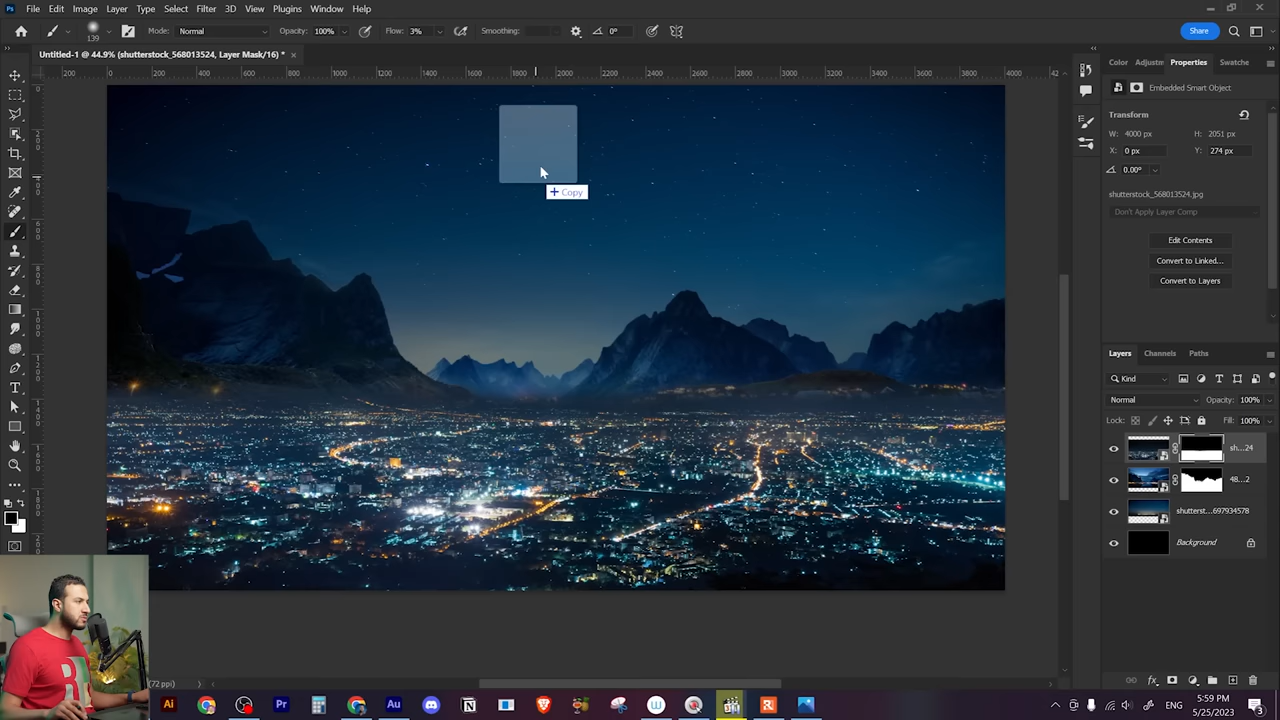 Ps File Edit Image Layer Type Select Filter 3D View Plugins Window Help
139 Mode: Normal Opacity: 100% Flow: 3% Smoothing: 0° Share
Untitled-1 @ 44.9% (shutterstock_568013524, Layer Mask/16) *
200 0 200 400 600 800 1000 1200 1400 1600 1800 2000 2200 2400 2600 2800 3000 3200 3400 3600 3800 4000 42
Color Adjustm Properties Swatche
Embedded Smart Object
Transform
W: 4000 px H: 2051 px
X: 0 px Y: 274 px
0.00°
shutterstock_568013524.jpg
Don't Apply Layer Comp
Edit Contents
Convert to Linked...
Convert to Layers
Copy
Layers Channels Paths
Kind
Normal Opacity: 100%
Lock: Fill: 100%
sh...24
48...2
shutterst...697934578
Background
(72 ppi)
Ai Pr Au
5:59 PM
5/25/2023